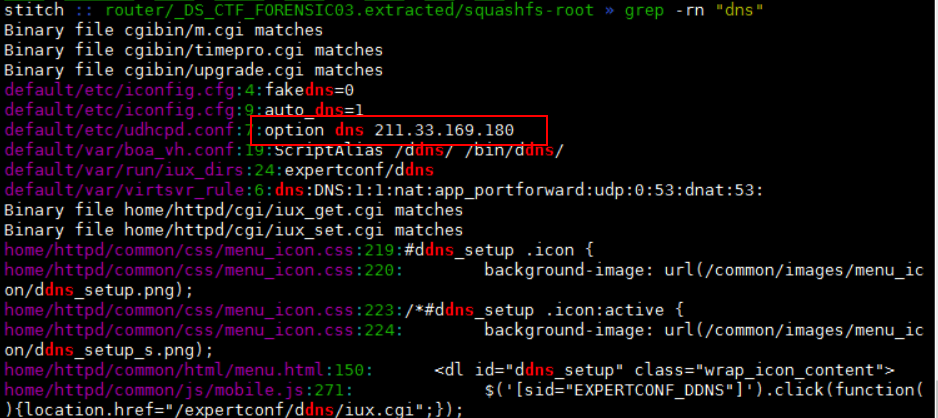 stitch :: router/_DS_CTF_FORENSIC03.extracted/squashfs-root » grep -rn "dns"
Binary file cgibin/m.cgi matches
Binary file cgibin/timepro.cgi matches
Binary file cgibin/upgrade.cgi matches
default/etc/iconfig.cfg:4:fakedns=0
default/etc/iconfig.cfg:9:auto_dns=1
default/etc/udhcpd.conf:7:option dns 211.33.169.180
default/var/boa_vh.conf:19:ScriptAlias /ddns/ /bin/ddns/
default/var/run/iux_dirs:24:expertconf/ddns
default/var/virtsvr_rule:6:dns:DNS:1:1:nat:app_portforward:udp:0:53:dnat:53:
Binary file home/httpd/cgi/iux_get.cgi matches
Binary file home/httpd/cgi/iux_set.cgi matches
home/httpd/common/css/menu_icon.css:219:#ddns_setup .icon {
home/httpd/common/css/menu_icon.css:220:        background-image: url(/common/images/menu_ic
on/ddns_setup.png);
home/httpd/common/css/menu_icon.css:223:/*#ddns_setup .icon:active {
home/httpd/common/css/menu_icon.css:224:        background-image: url(/common/images/menu_ic
on/ddns_setup_s.png);
home/httpd/common/html/menu.html:150:      <dl id="ddns_setup" class="wrap_icon_content">
home/httpd/common/js/mobile.js:271:             $('[sid="EXPERTCONF_DDNS"]').click(function(
){location.href="/expertconf/ddns/iux.cgi";});